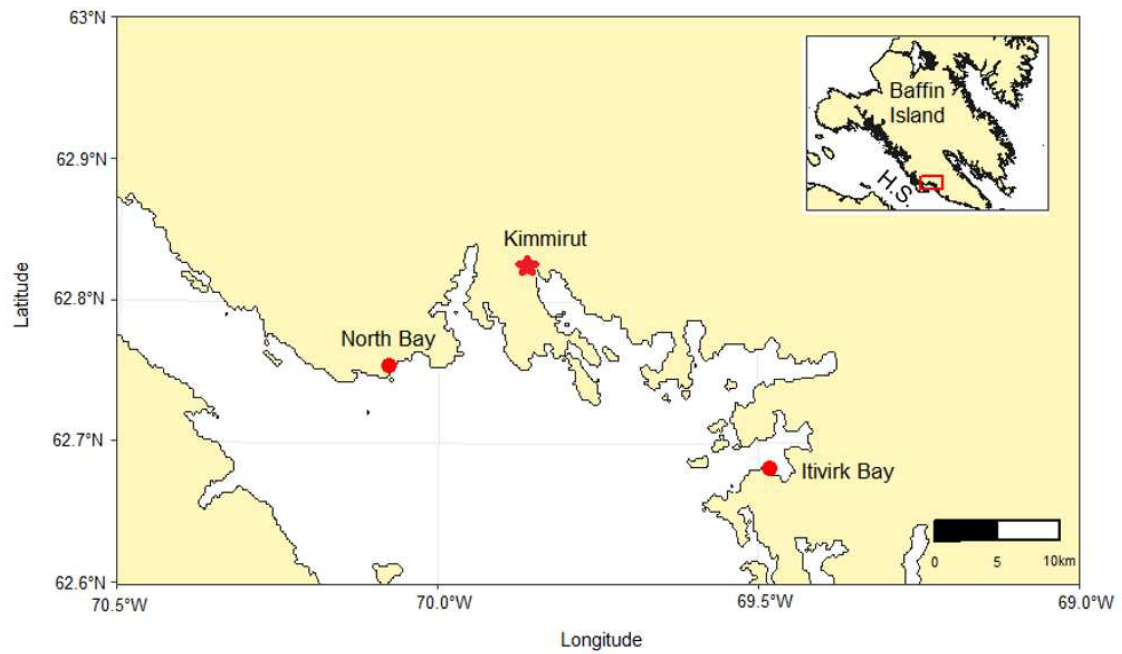 63°N
Baffin
Island
62.9°N
H.S.
Kimmirut
Latitude
62.8°N
North Bay
62.7°N
Itivirk Bay
0 5 10km
62.6°N
70.5°W 70.0°W 69.5°W 69.0°W
Longitude